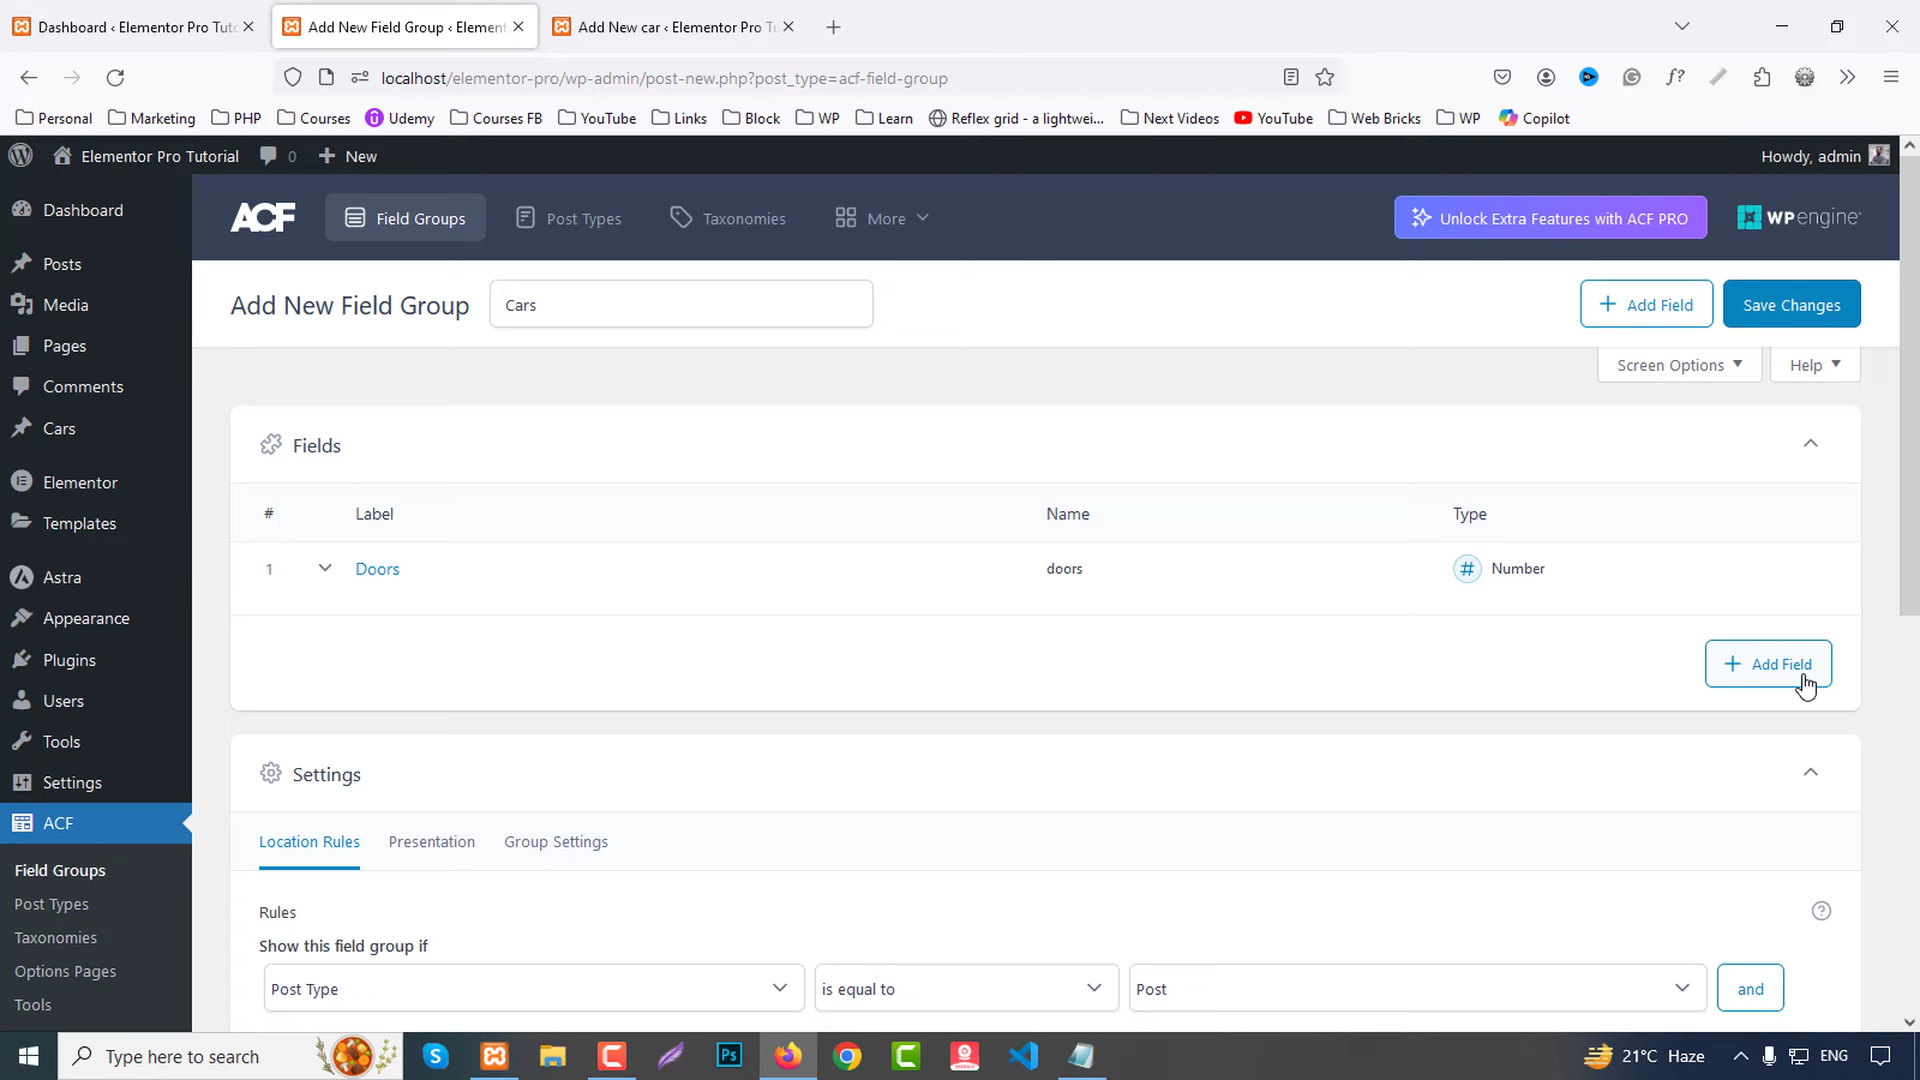 Dashboard ‹ Elementor Pro Tuto
Add New Field Group ‹ Element
Add New car ‹ Elementor Pro Tu
localhost/elementor-pro/wp-admin/post-new.php?post_type=acf-field-group
Personal
Marketing
PHP
Courses
Udemy
Courses FB
YouTube
Links
Block
WP
Learn
Reflex grid - a lightwei...
Next Videos
YouTube
Web Bricks
WP
Copilot
Elementor Pro Tutorial
0
New
Howdy, admin
Dashboard
Posts
Media
Pages
Comments
Cars
Elementor
Templates
Astra
Appearance
Plugins
Users
Tools
Settings
ACF
Field Groups
Post Types
Taxonomies
Options Pages
Tools
ACF
Field Groups
Post Types
Taxonomies
More
Unlock Extra Features with ACF PRO
WP engine
Add New Field Group
Cars
+ Add Field
Save Changes
Screen Options
Help
Fields
# Label Name Type
1 Doors doors # Number
+ Add Field
Settings
Location Rules
Presentation
Group Settings
Rules
Show this field group if
Post Type
is equal to
Post
and
Type here to search
Ps
21°C Haze
ENG